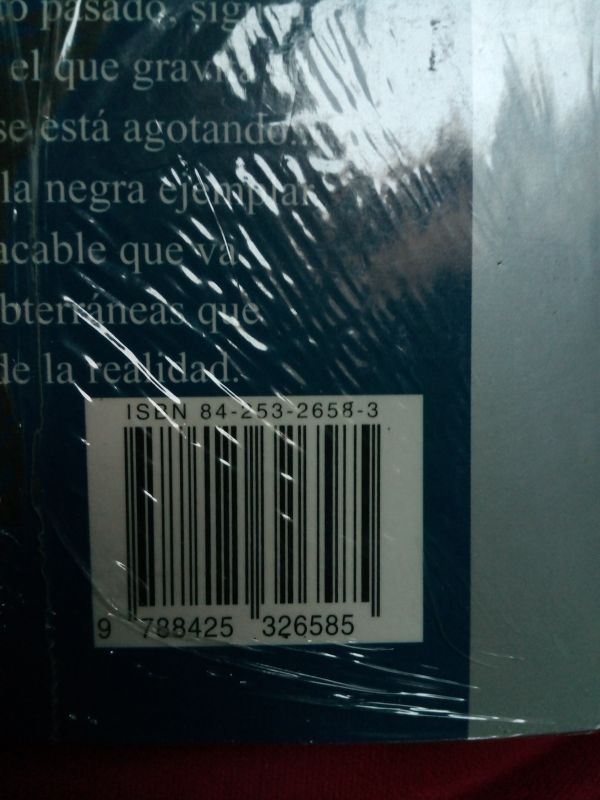 to pasado, sigue
el que gravita
se está agotando...
la negra ejemplar
acable que va
bterráneas que
de la realidad.
ISBN 84-253-2658-3
9 788425 326585